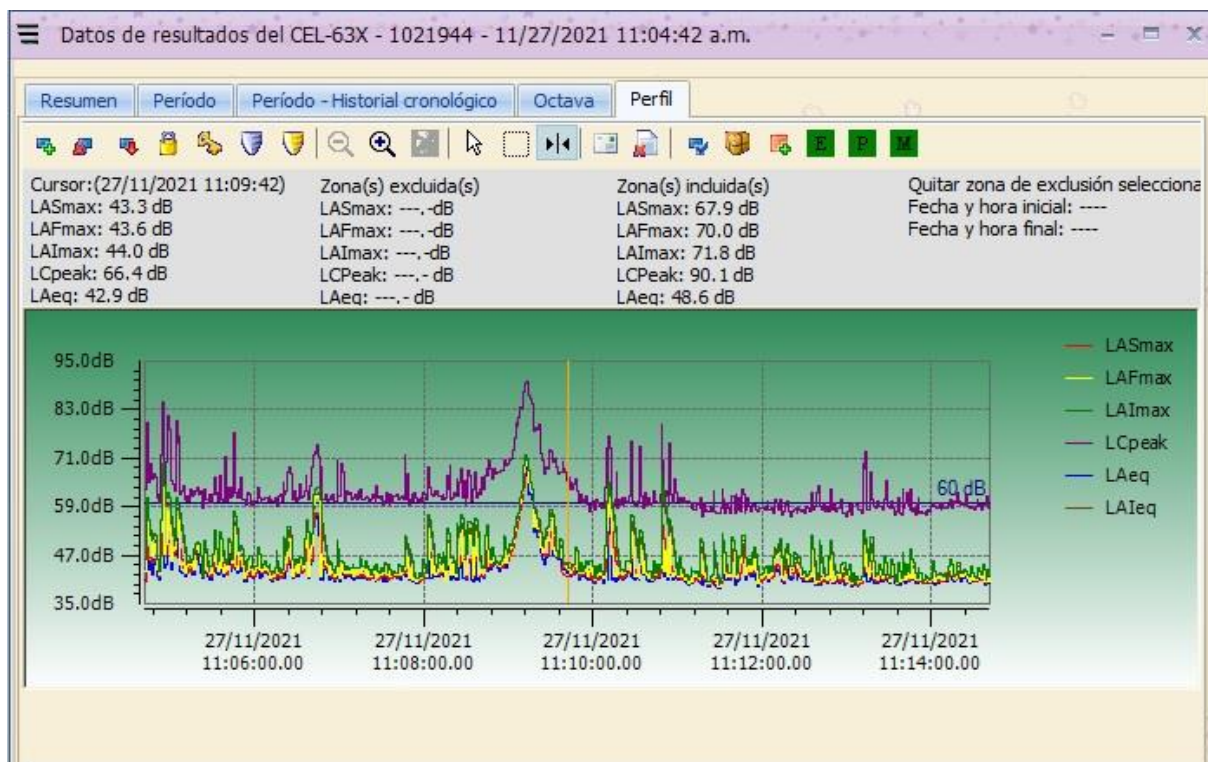 Datos de resultados del CEL-63X - 1021944 - 11/27/2021 11:04:42 a.m.
Resumen Período Período - Historial cronológico Octava Perfil
E P M
Cursor:(27/11/2021 11:09:42)
LASmax: 43.3 dB
LAFmax: 43.6 dB
LAImax: 44.0 dB
LCpeak: 66.4 dB
LAeq: 42.9 dB
Zona(s) excluida(s)
LASmax: ---.-dB
LAFmax: ---.-dB
LAImax: ---.-dB
LCPeak: ---.- dB
LAeq: ---.- dB
Zona(s) incluida(s)
LASmax: 67.9 dB
LAFmax: 70.0 dB
LAImax: 71.8 dB
LCPeak: 90.1 dB
LAeq: 48.6 dB
Quitar zona de exclusión selecciona
Fecha y hora inicial: ----
Fecha y hora final: ----
95.0dB
83.0dB
71.0dB
59.0dB
47.0dB
35.0dB
60 dB
27/11/2021
11:06:00.00
27/11/2021
11:08:00.00
27/11/2021
11:10:00.00
27/11/2021
11:12:00.00
27/11/2021
11:14:00.00
LASmax
LAFmax
LAImax
LCpeak
LAeq
LAIeq